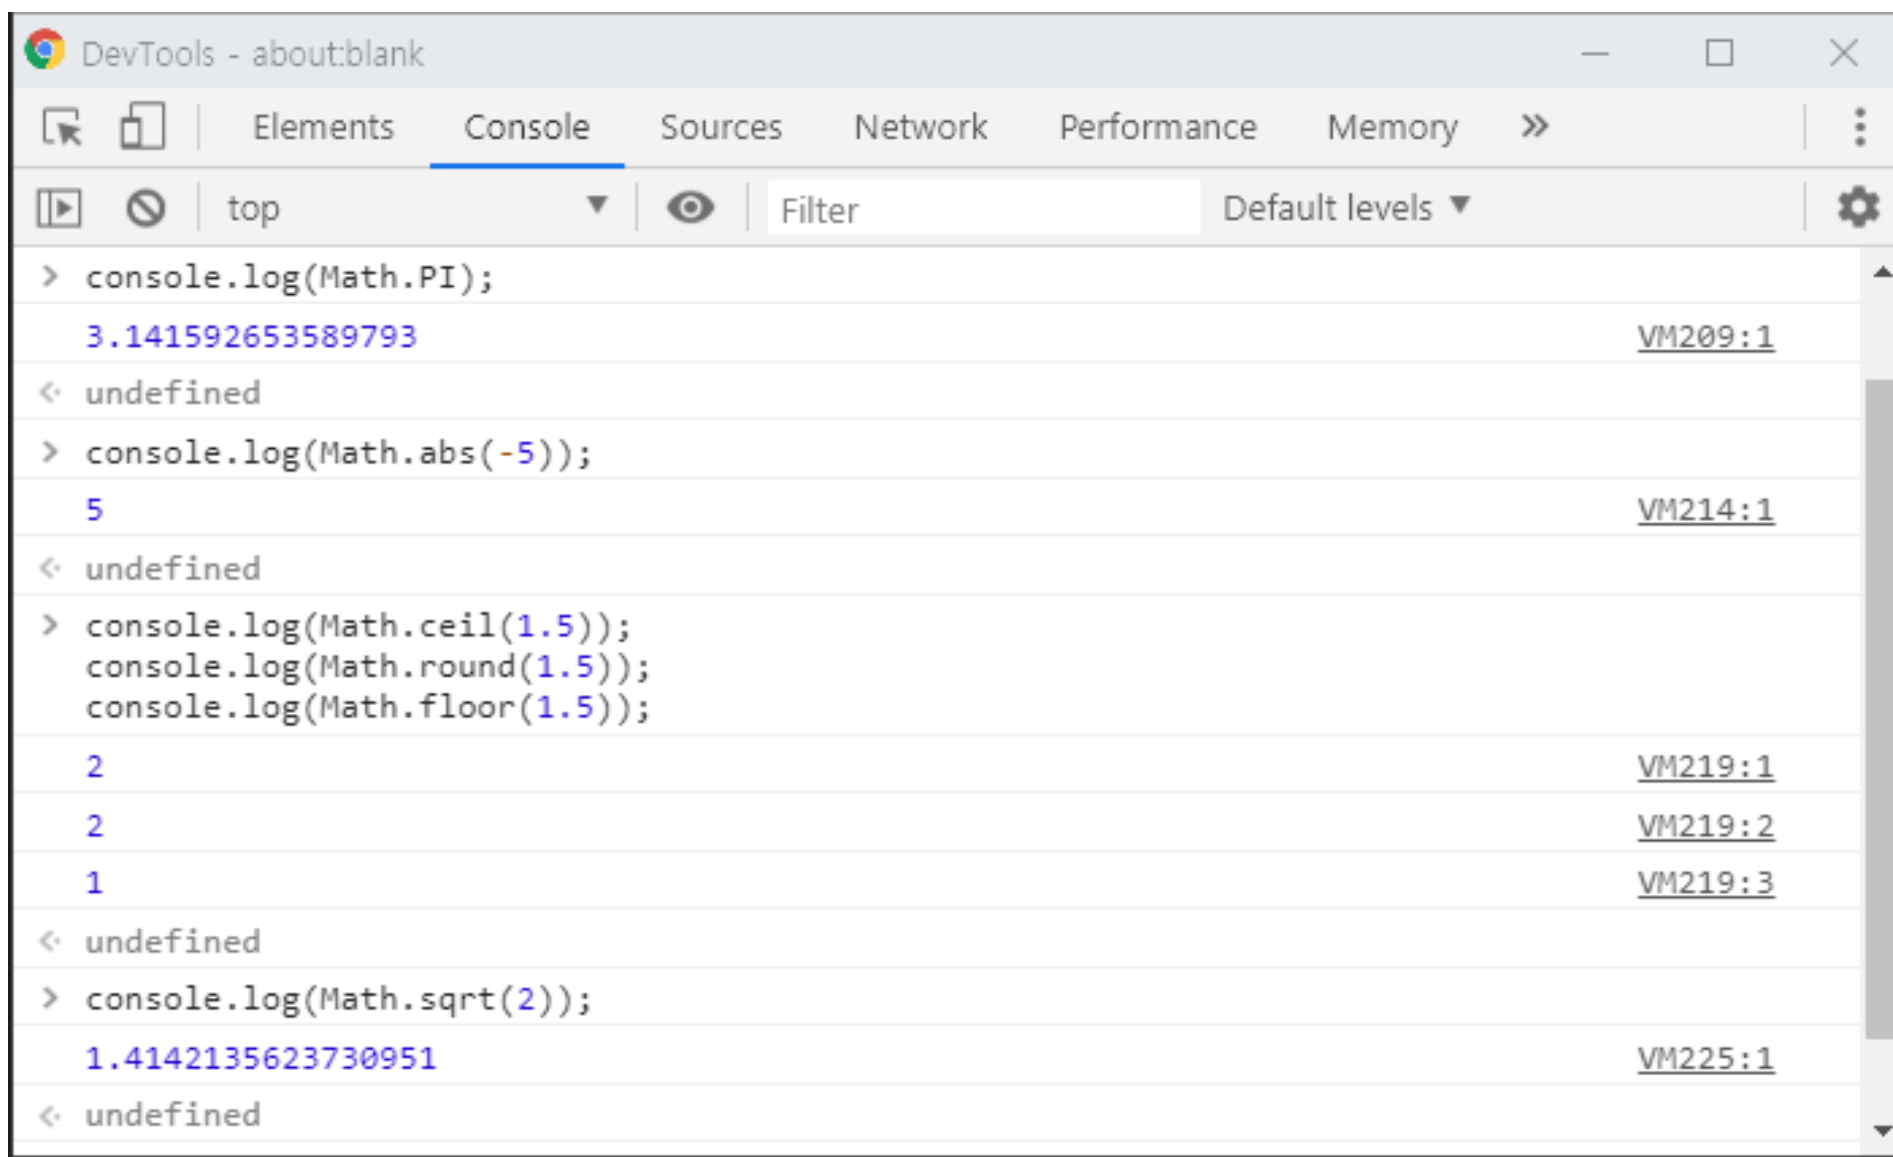 DevTools - about:blank
Elements Console Sources Network Performance Memory »
top ▼ Filter Default levels ▼
> console.log(Math.PI);
3.141592653589793 VM209:1
undefined
> console.log(Math.abs(-5));
5 VM214:1
undefined
> console.log(Math.ceil(1.5));
console.log(Math.round(1.5));
console.log(Math.floor(1.5));
2 VM219:1
2 VM219:2
1 VM219:3
undefined
> console.log(Math.sqrt(2));
1.4142135623730951 VM225:1
undefined